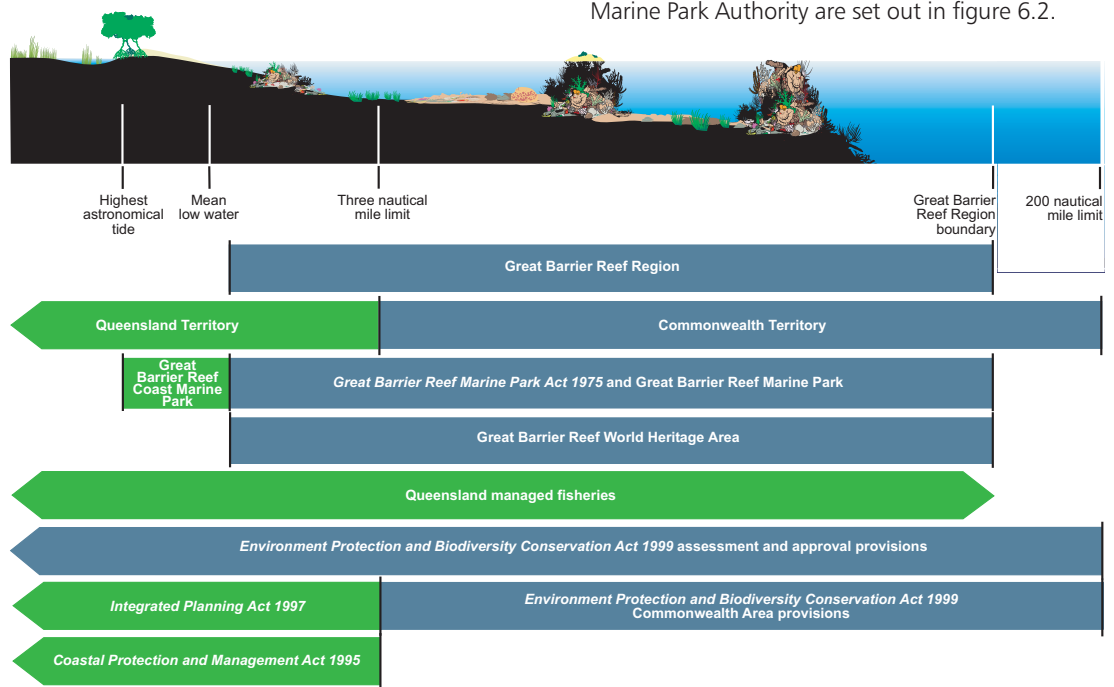 Marine Park Authority are set out in figure 6.2.
Highest
astronomical
tide
Mean
low water
Three nautical
mile limit
Great Barrier
Reef Region
boundary
200 nautical
mile limit
Great Barrier Reef Region
Queensland Territory
Commonwealth Territory
Great
Barrier Reef
Coast Marine
Park
Great Barrier Reef Marine Park Act 1975 and Great Barrier Reef Marine Park
Great Barrier Reef World Heritage Area
Queensland managed fisheries
Environment Protection and Biodiversity Conservation Act 1999 assessment and approval provisions
Integrated Planning Act 1997
Environment Protection and Biodiversity Conservation Act 1999
Commonwealth Area provisions
Coastal Protection and Management Act 1995